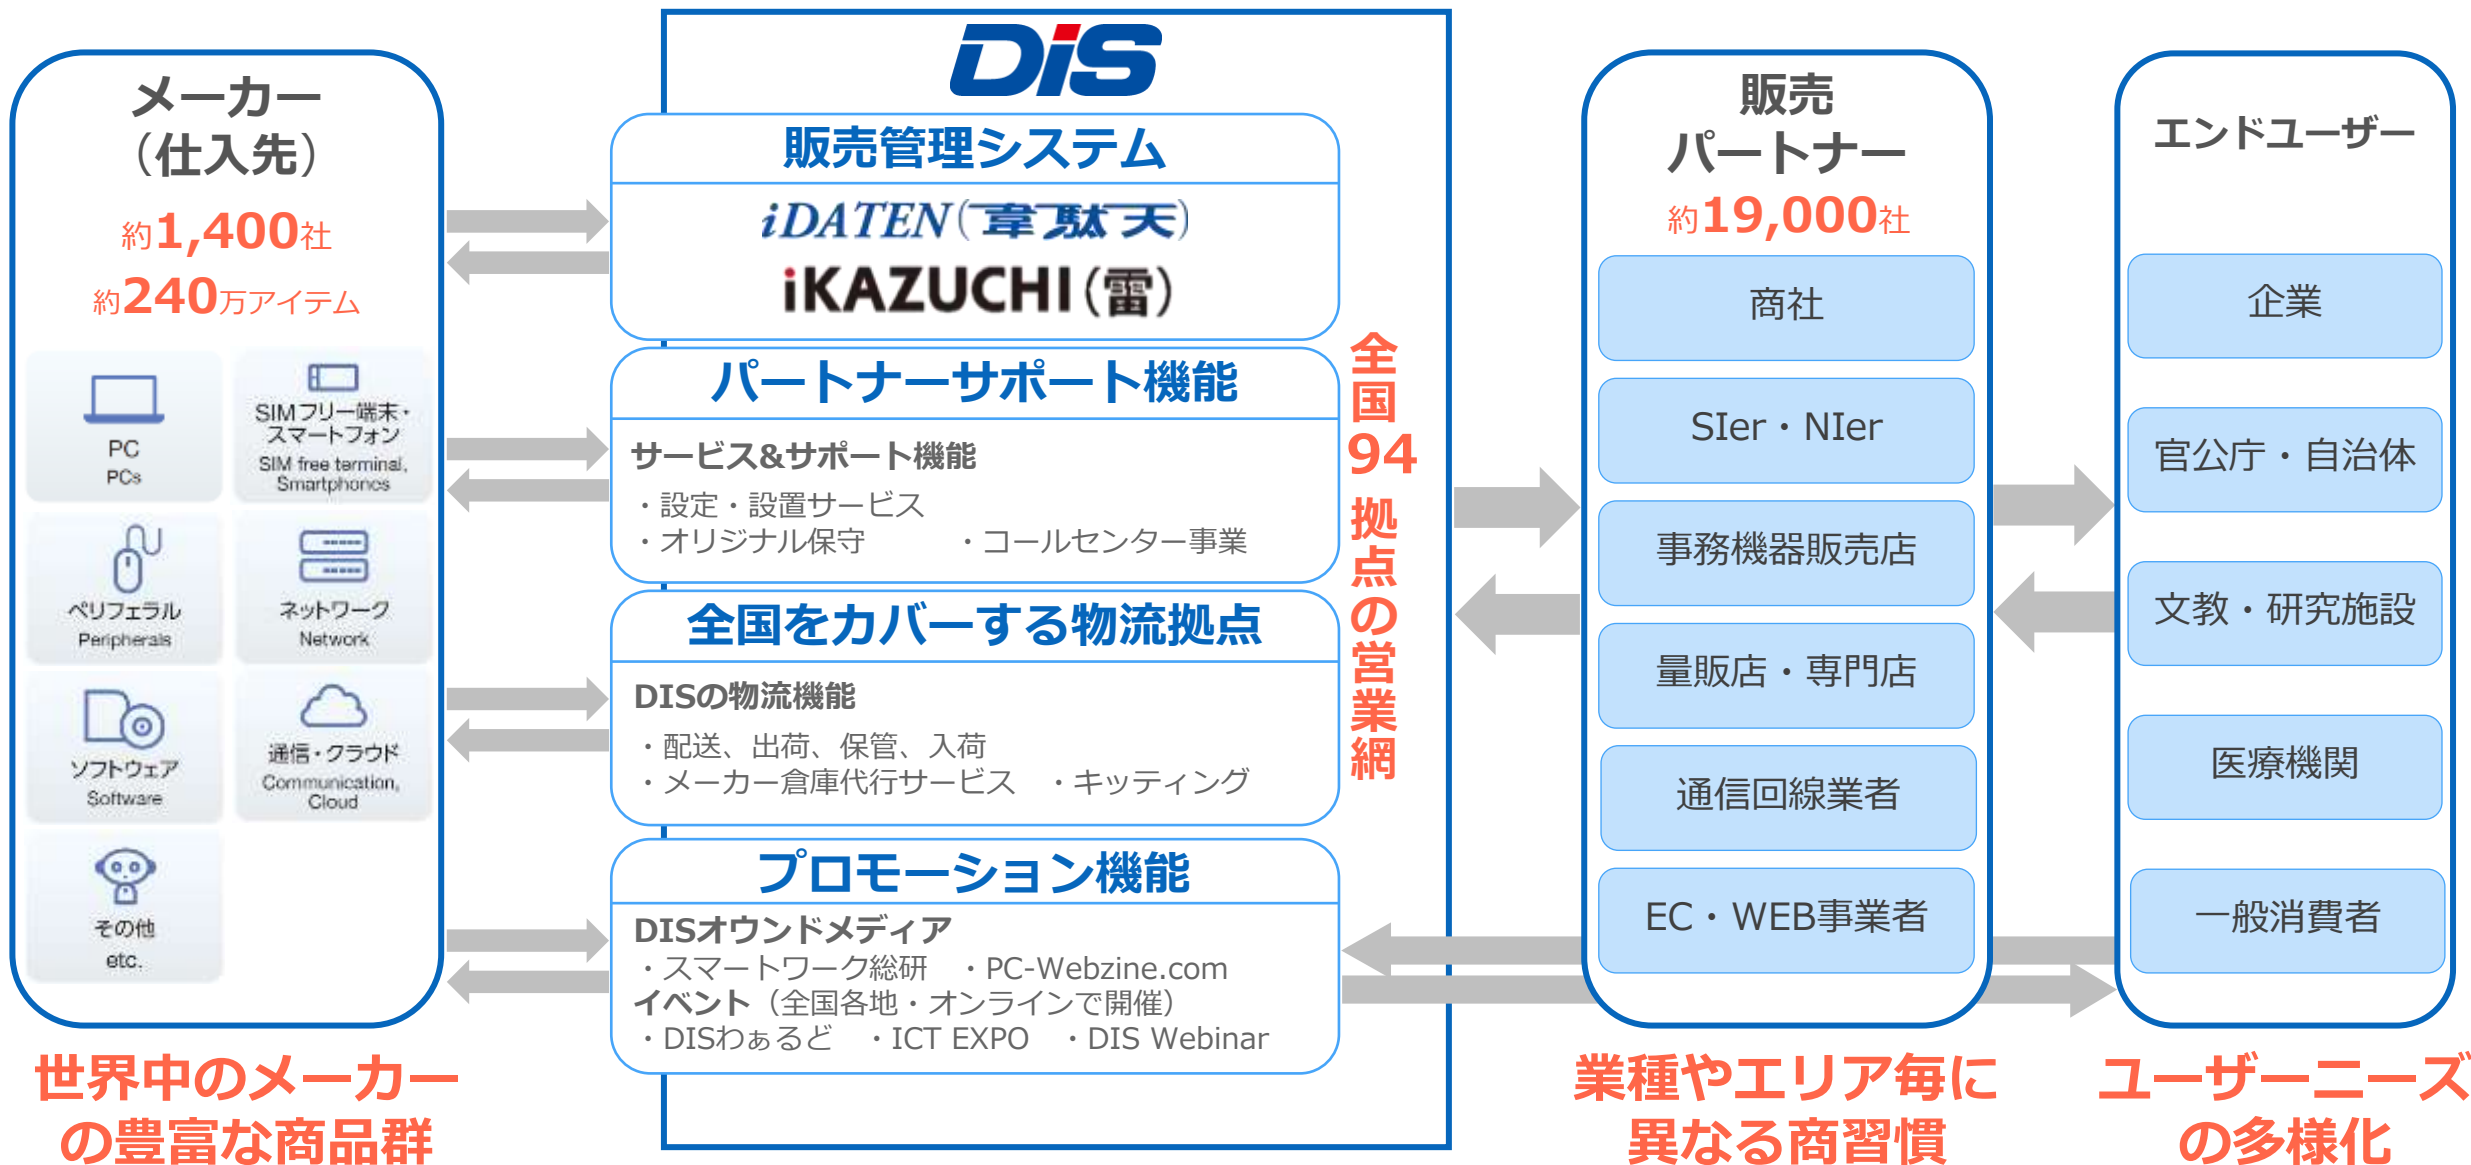 メーカー
（仕入先）
約1,400社
約240万アイテム
PC
PCs
SIMフリー端末・
スマートフォン
SIM free terminal,
Smartphones
ペリフェラル
Peripherals
ネットワーク
Network
ソフトウェア
Software
通信・クラウド
Communication,
Cloud
その他
etc.
世界中のメーカー
の豊富な商品群
DiS
販売管理システム
iDATEN(韋駄天)
iKAZUCHI(雷)
パートナーサポート機能
サービス&サポート機能
・設定・設置サービス
・オリジナル保守　・コールセンター事業
全国をカバーする物流拠点
DISの物流機能
・配送、出荷、保管、入荷
・メーカー倉庫代行サービス　・キッティング
プロモーション機能
DISオウンドメディア
・スマートワーク総研　・PC-Webzine.com
イベント（全国各地・オンラインで開催）
・DISわぁるど　・ICT EXPO　・DIS Webinar
全国94拠点の営業網
販売
パートナー
約19,000社
商社
SIer・NIer
事務機器販売店
量販店・専門店
通信回線業者
EC・WEB事業者
業種やエリア毎に
異なる商習慣
エンドユーザー
企業
官公庁・自治体
文教・研究施設
医療機関
一般消費者
ユーザーニーズ
の多様化